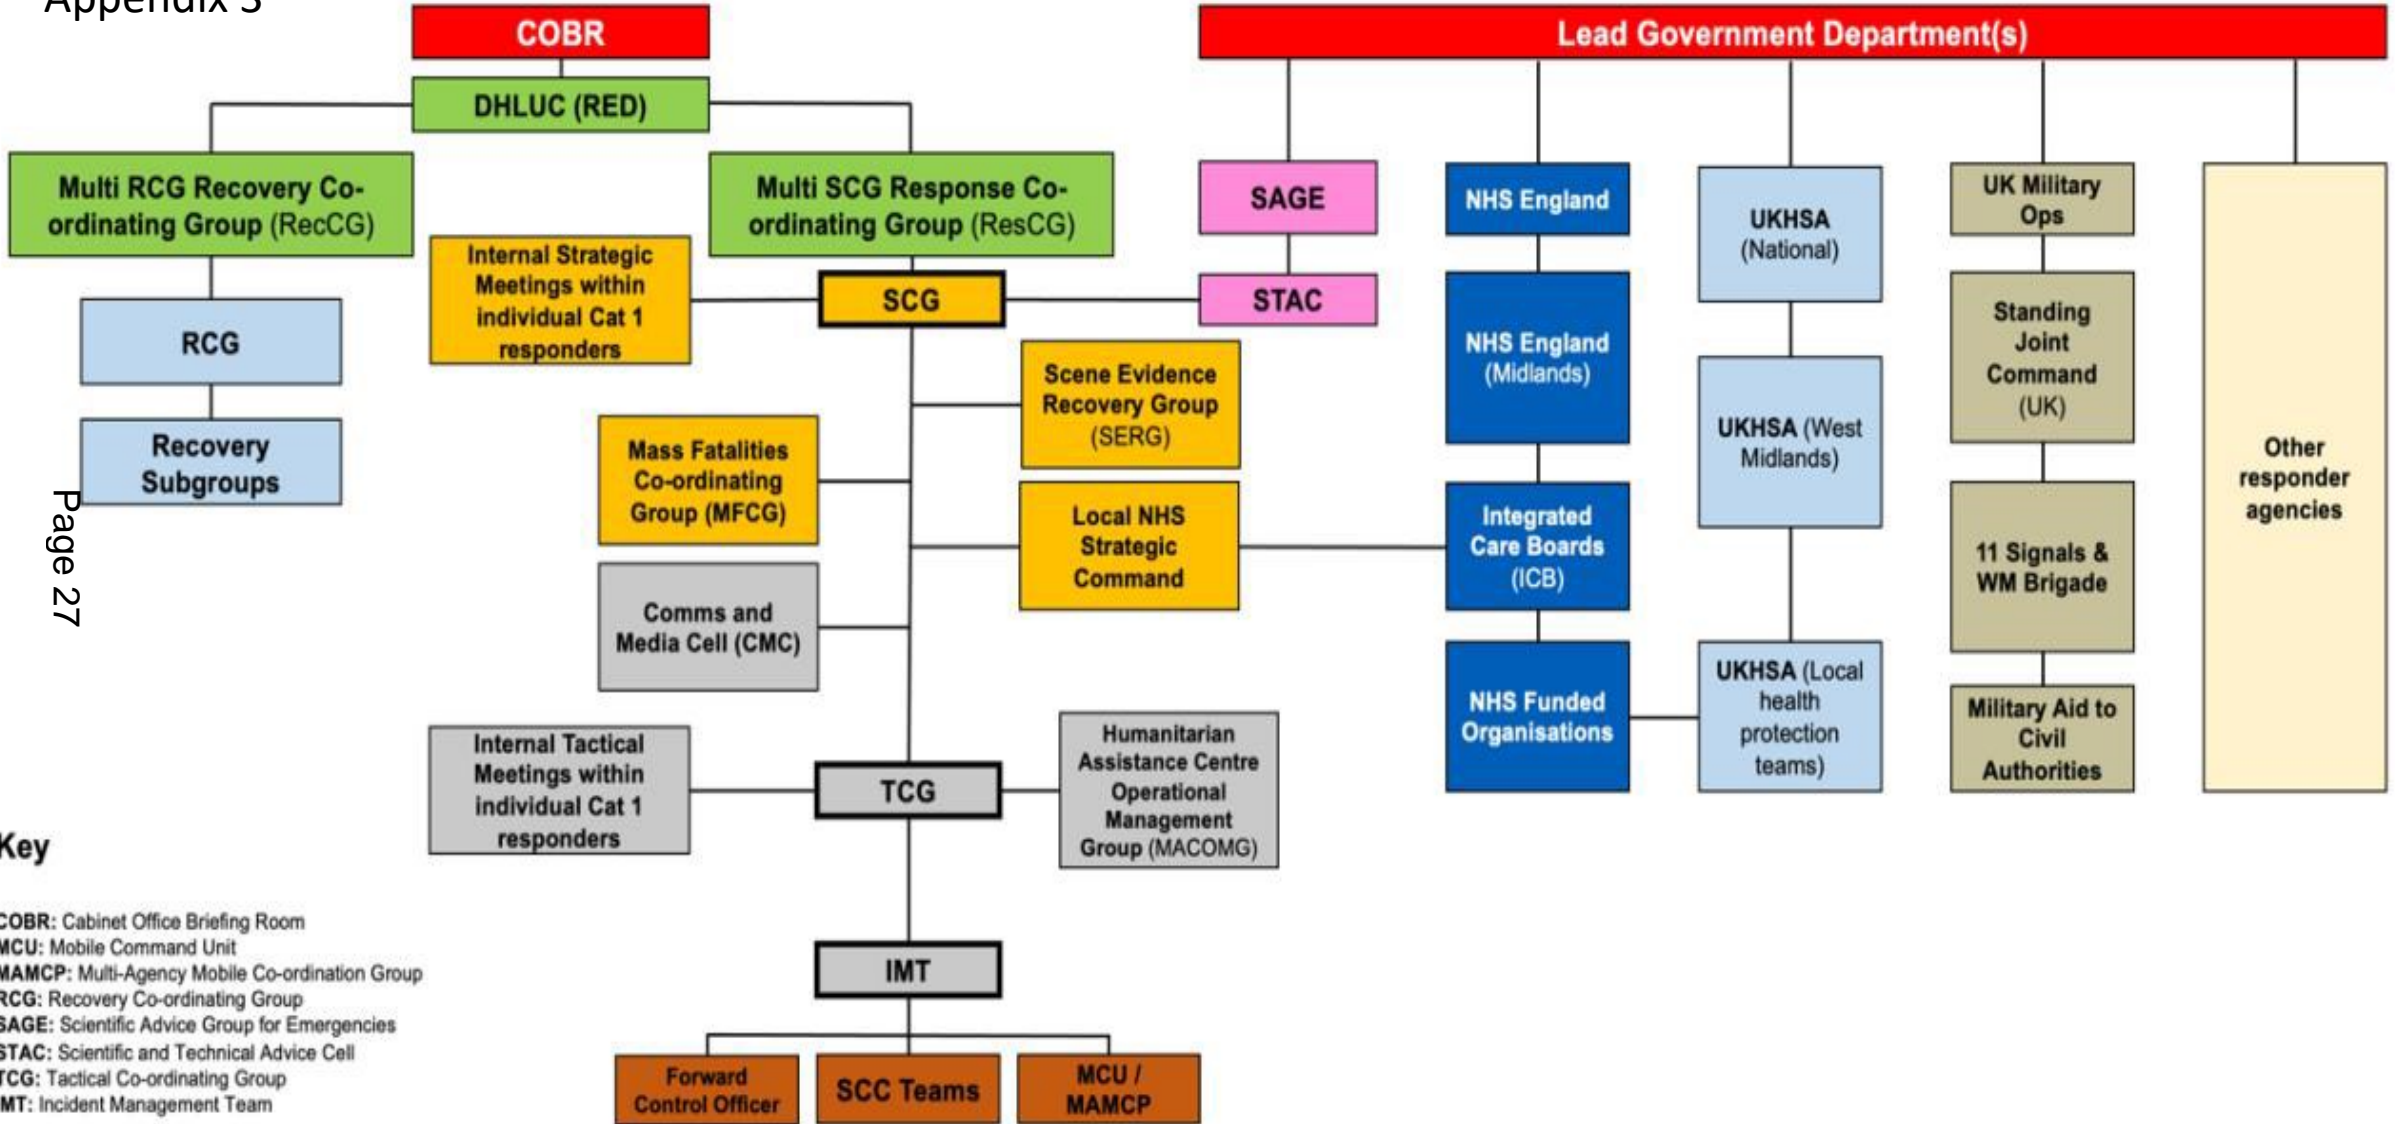 Appendix 3
COBR
Lead Government Department(s)
DHLUC (RED)
Multi RCG Recovery Co-
ordinating Group (RecCG)
Multi SCG Response Co-
ordinating Group (ResCG)
Internal Strategic
Meetings within
individual Cat 1
responders
SCG
SAGE
STAC
RCG
Recovery
Subgroups
Scene Evidence
Recovery Group
(SERG)
Mass Fatalities
Co-ordinating
Group (MFCG)
Local NHS
Strategic
Command
Comms and
Media Cell (CMC)
Internal Tactical
Meetings within
individual Cat 1
responders
TCG
Humanitarian
Assistance Centre
Operational
Management
Group (MACOMG)
IMT
Forward
Control Officer
SCC Teams
MCU /
MAMCP
NHS England
NHS England
(Midlands)
Integrated
Care Boards
(ICB)
NHS Funded
Organisations
UKHSA
(National)
UKHSA (West
Midlands)
UKHSA (Local
health
protection
teams)
UK Military
Ops
Standing
Joint
Command
(UK)
11 Signals &
WM Brigade
Military Aid to
Civil
Authorities
Other
responder
agencies
Page 27
Key
COBR: Cabinet Office Briefing Room
MCU: Mobile Command Unit
MAMCP: Multi-Agency Mobile Co-ordination Group
RCG: Recovery Co-ordinating Group
SAGE: Scientific Advice Group for Emergencies
STAC: Scientific and Technical Advice Cell
TCG: Tactical Co-ordinating Group
IMT: Incident Management Team